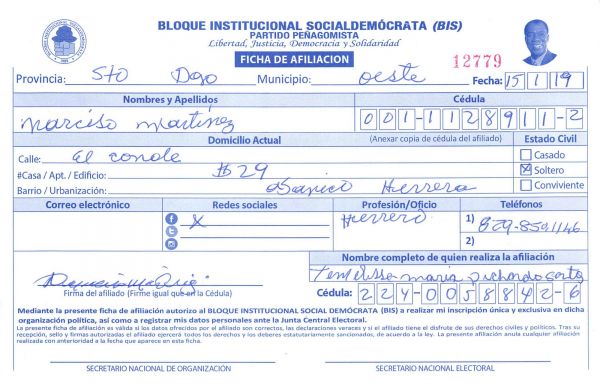 BLOQUE INSTITUCIONAL SOCIALDEMÓCRATA (BIS)
PARTIDO PEÑAGOMISTA
Libertad, Justicia, Democracia y Solidaridad
FICHA DE AFILIACION
12779
Provincia: Sto Dgo Municipio: oeste Fecha: 15/1/19
Nombres y Apellidos Cédula
Narciso Martinez 001-1128911-2
Domicilio Actual (Anexar copia de cédula del afiliado) Estado Civil
Calle: El conde Casado
#Casa / Apt. / Edificio: #29 Soltero
Barrio / Urbanización: Barrio Herrera Conviviente
Correo electrónico Redes sociales Profesión/Oficio Teléfonos
X Herrero 1) 829-8591146
2)
Nombre completo de quien realiza la afiliación
maria pichardo
Firma del afiliado (Firme igual que en la Cédula) Cédula: 224-0058842-6
Mediante la presente ficha de afiliación autorizo al BLOQUE INSTITUCIONAL SOCIAL DEMÓCRATA (BIS) a realizar mi inscripción única y exclusiva en dicha
organización política, así como a registrar mis datos personales ante la Junta Central Electoral.
La presente ficha de afiliación es válida si los datos ofrecidos por el afiliado son correctos, las declaraciones veraces y si el afiliado tiene el disfrute de sus derechos civiles y políticos. Tras su
recepción, sello y firmas autorizadas el afiliado ejercerá todos los derechos y los deberes estatutariamente sancionados, de acuerdo a la ley. La presente afiliación anula cualquier afiliación
realizada con anterioridad a la fecha que aparece en esta ficha.
SECRETARIO NACIONAL DE ORGANIZACIÓN SECRETARIO NACIONAL ELECTORAL